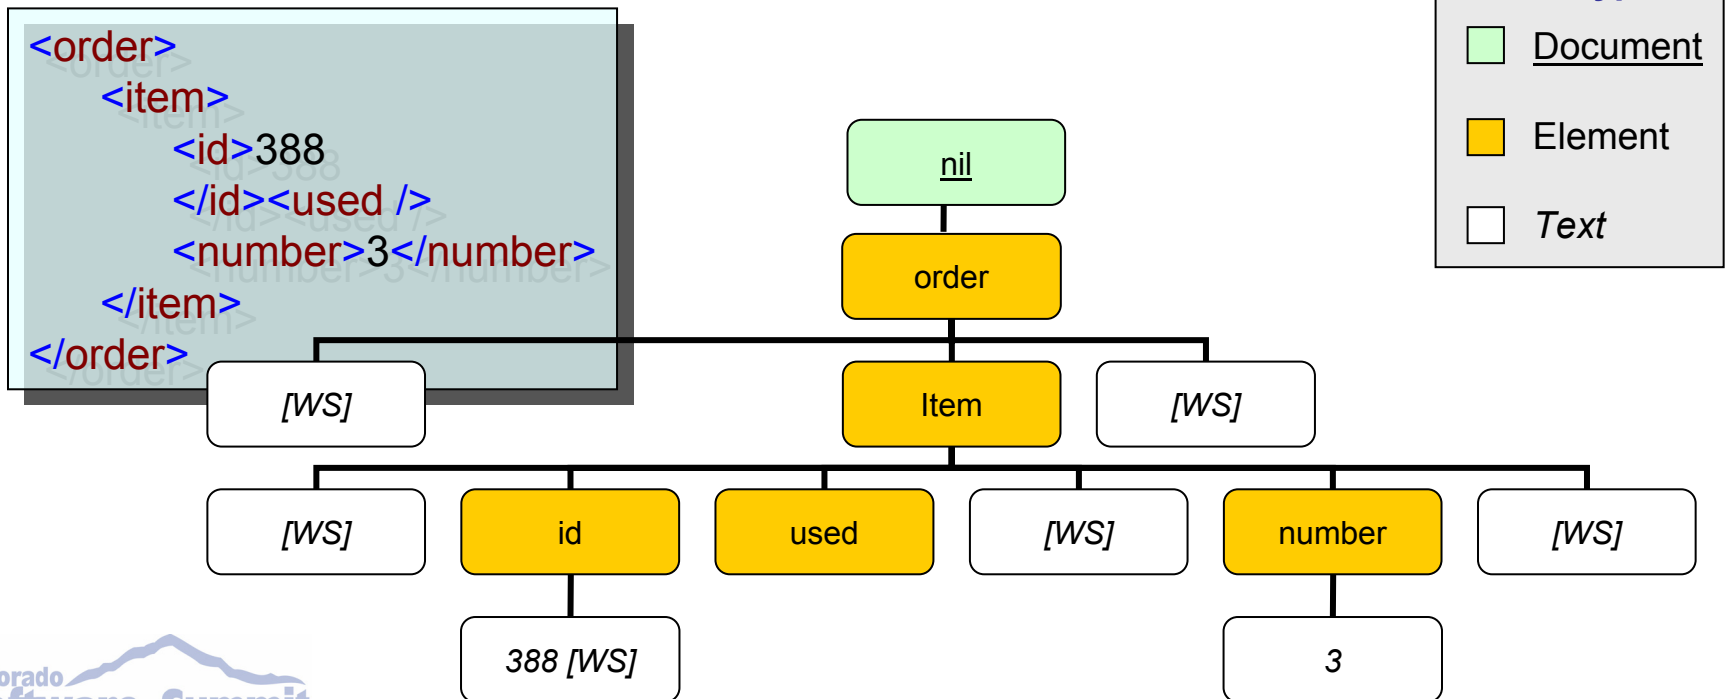 <order>
<item>
<id>388
</id><used />
<number>3</number>
</item>
</order>
Document
Element
Text
nil
order
[WS] Item [WS]
[WS] id used [WS] number [WS]
388 [WS] 3